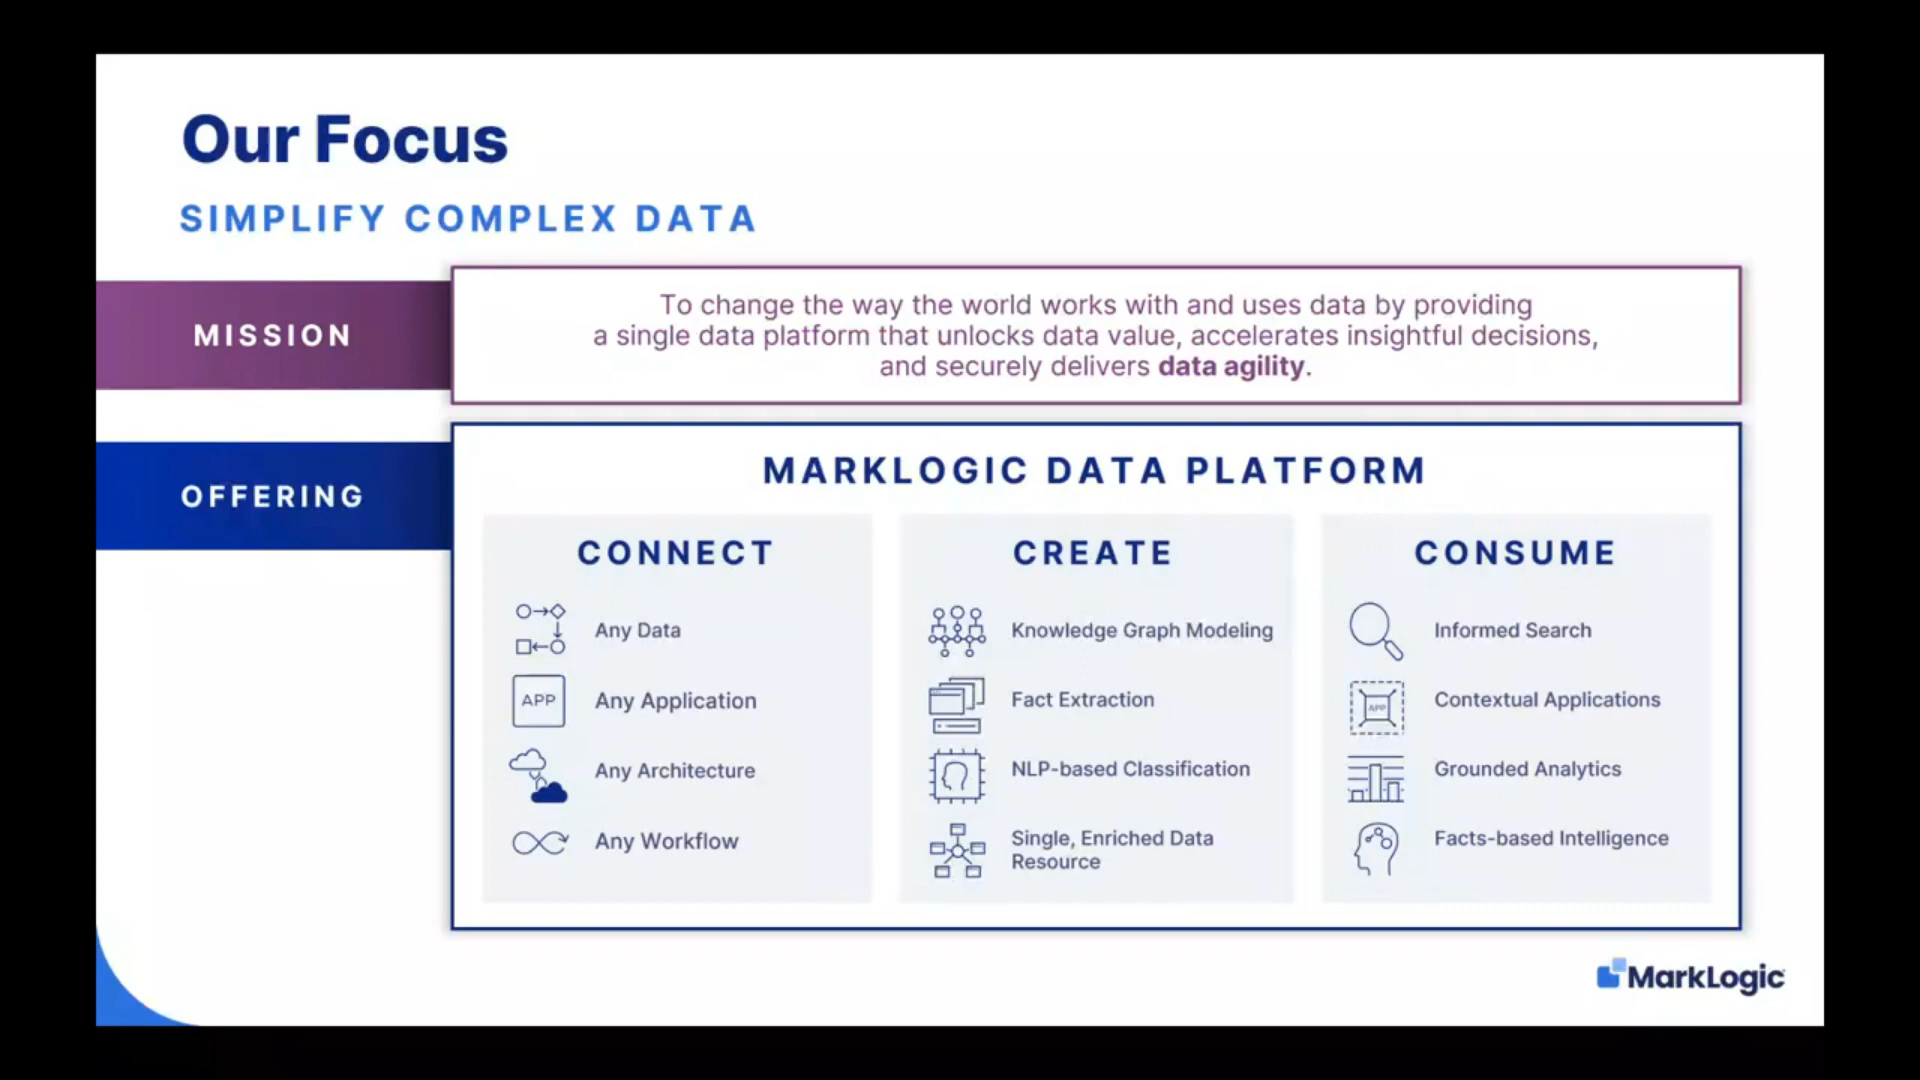 Our Focus
SIMPLIFY COMPLEX DATA
MISSION
To change the way the world works with and uses data by providing
a single data platform that unlocks data value, accelerates insightful decisions,
and securely delivers data agility.
OFFERING
MARKLOGIC DATA PLATFORM
CONNECT
Any Data
APP
Any Application
Any Architecture
Any Workflow
CREATE
Knowledge Graph Modeling
Fact Extraction
NLP-based Classification
Single, Enriched Data
Resource
CONSUME
Informed Search
APP
Contextual Applications
Grounded Analytics
Facts-based Intelligence
MarkLogic